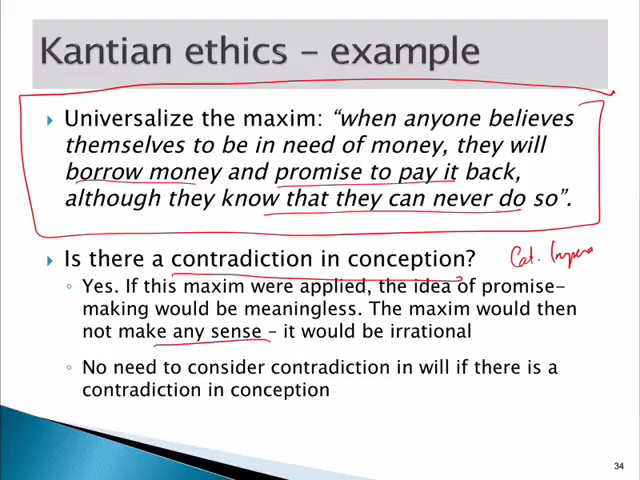 Kantian ethics – example
Universalize the maxim: “when anyone believes
themselves to be in need of money, they will
borrow money and promise to pay it back,
although they know that they can never do so”.
Is there a contradiction in conception?
Cat.
Yes. If this maxim were applied, the idea of promise-
making would be meaningless. The maxim would then
not make any sense – it would be irrational
No need to consider contradiction in will if there is a
contradiction in conception
34